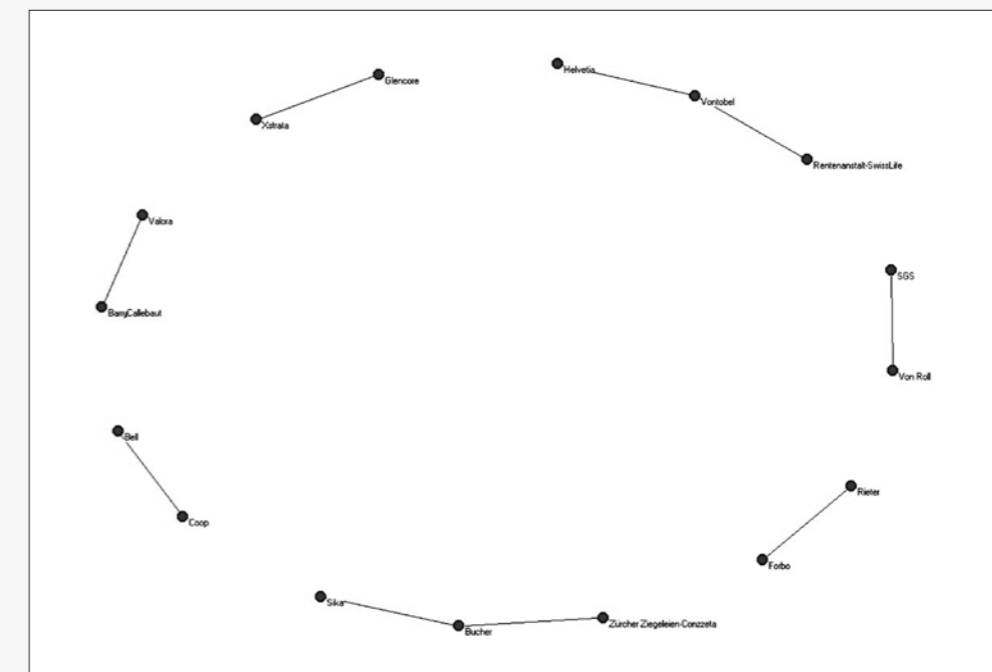 Helvetia
Glencore
Vontobel
Xstrata
Rentenanstalt-SwissLife
Valora
SGS
BarryCallebaut
Von Roll
Bell
Rieter
Coop
Forbo
Sika
Bucher
Zürcher Ziegeleien-Conzzeta